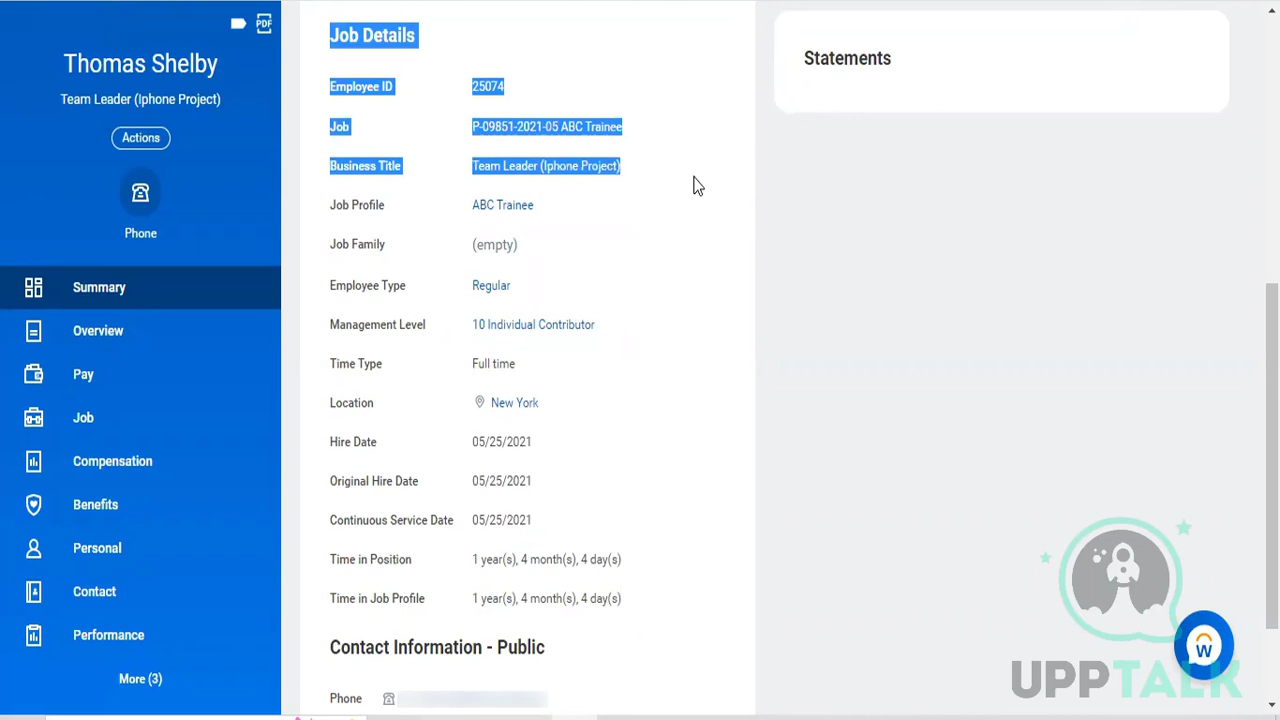 PDF
Thomas Shelby
Team Leader (Iphone Project)
Actions
Phone
Summary
Overview
Pay
Job
Compensation
Benefits
Personal
Contact
Performance
More (3)
Job Details
Employee ID 25074
Job P-09851-2021-05 ABC Trainee
Business Title Team Leader (Iphone Project)
Job Profile ABC Trainee
Job Family (empty)
Employee Type Regular
Management Level 10 Individual Contributor
Time Type Full time
Location New York
Hire Date 05/25/2021
Original Hire Date 05/25/2021
Continuous Service Date 05/25/2021
Time in Position 1 year(s), 4 month(s), 4 day(s)
Time in Job Profile 1 year(s), 4 month(s), 4 day(s)
Contact Information - Public
Phone
Statements
W
UPPTALK